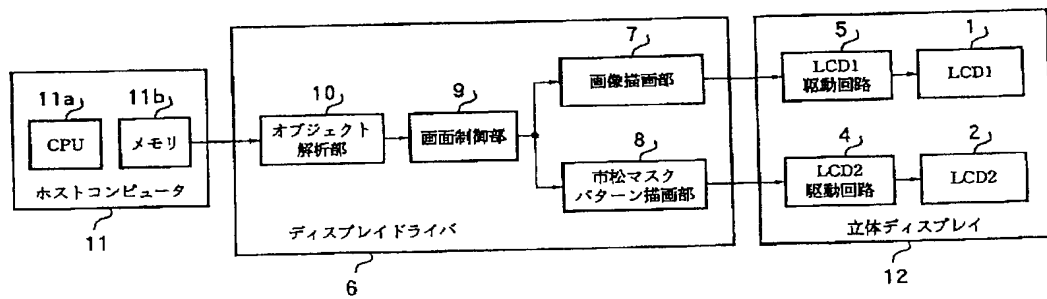 11a
11b
CPU
メモリ
ホストコンピュータ
11
10
オブジェクト
解析部
9
画面制御部
7
画像描画部
8
市松マスク
パターン描画部
ディスプレイドライバ
6
5
LCD1
駆動回路
1
LCD1
4
LCD2
駆動回路
2
LCD2
立体ディスプレイ
12